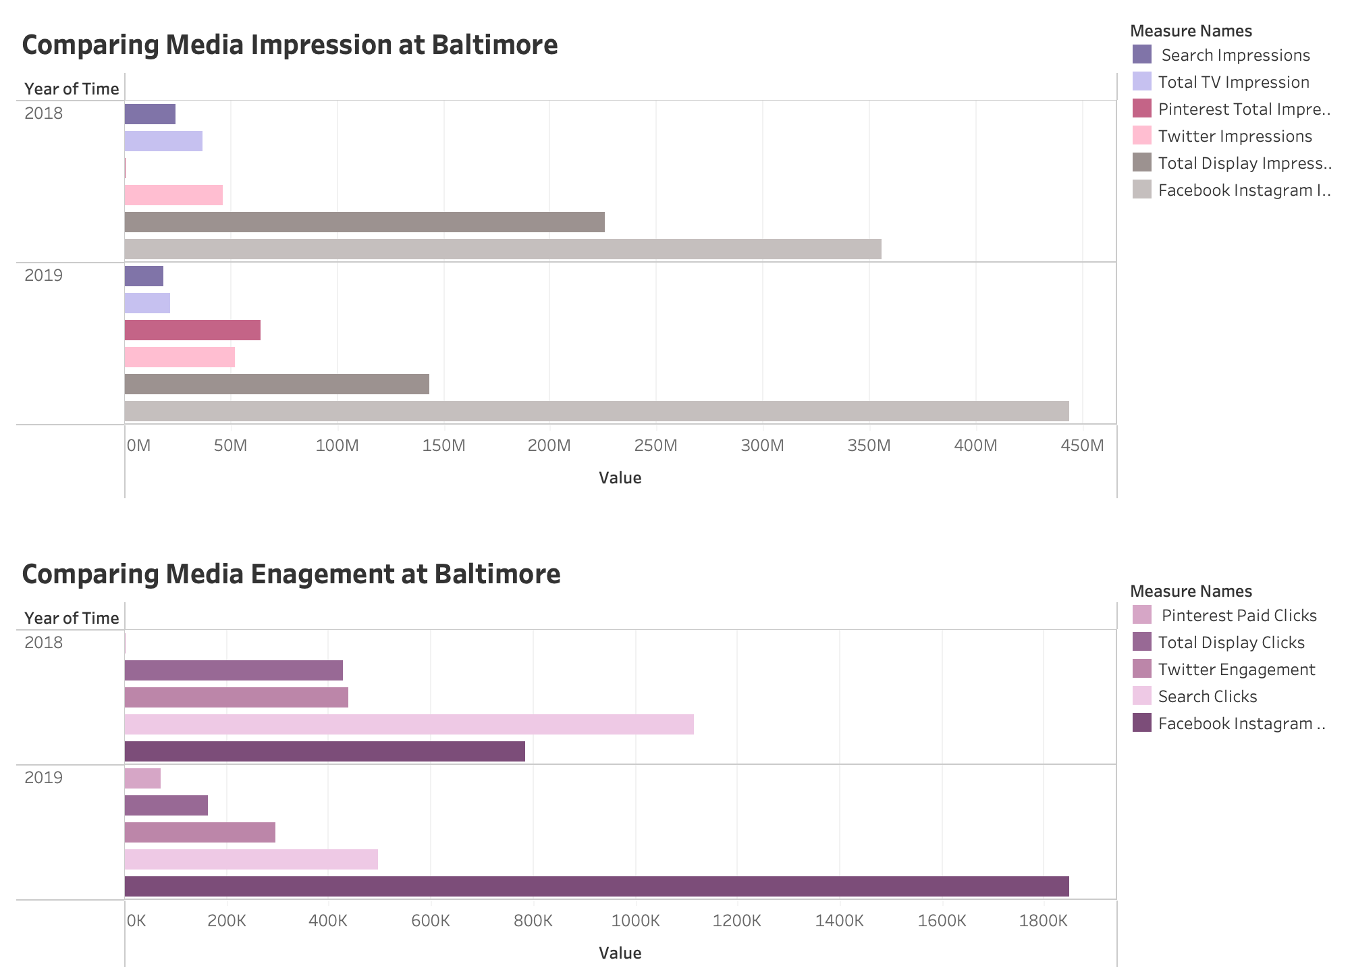 Comparing Media Impression at Baltimore
Year of Time
2018
2019
0M 50M 100M 150M 200M 250M 300M 350M 400M 450M
Value
Measure Names
Search Impressions
Total TV Impression
Pinterest Total Impre..
Twitter Impressions
Total Display Impress..
Facebook Instagram I..
Comparing Media Enagement at Baltimore
Year of Time
2018
2019
0K 200K 400K 600K 800K 1000K 1200K 1400K 1600K 1800K
Value
Measure Names
Pinterest Paid Clicks
Total Display Clicks
Twitter Engagement
Search Clicks
Facebook Instagram ..